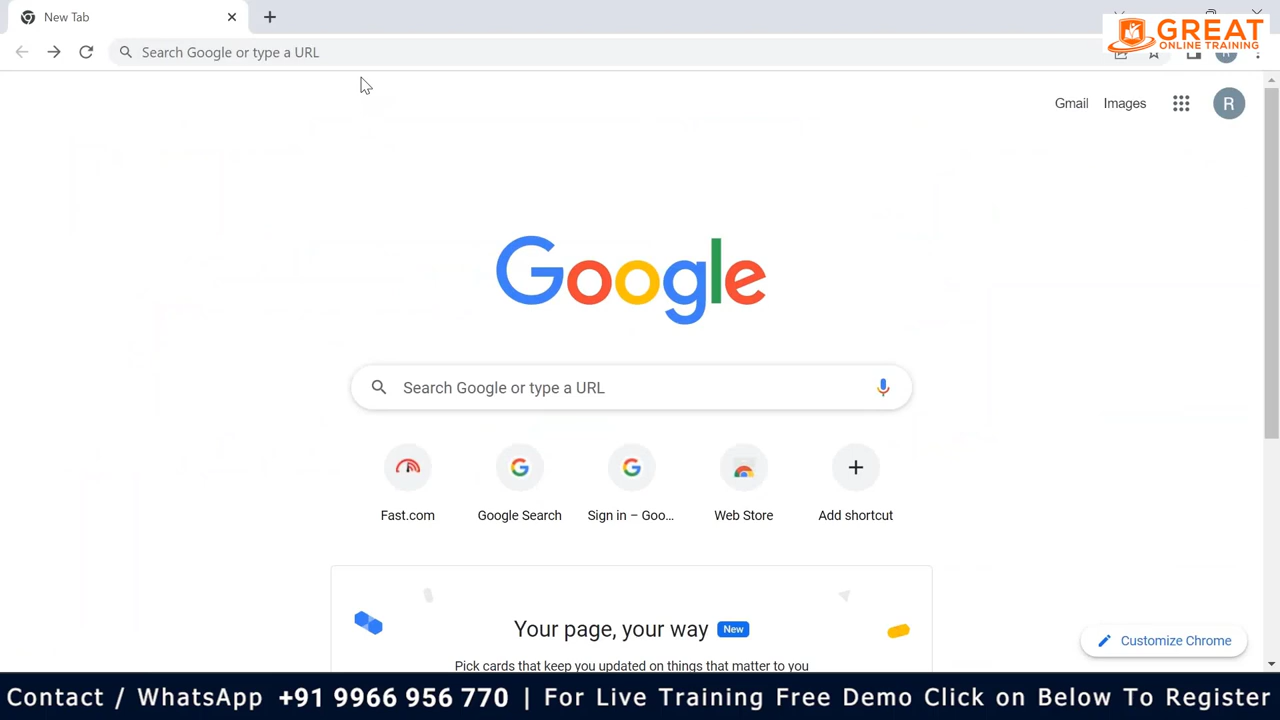 New Tab
GREAT
ONLINE TRAINING
Search Google or type a URL
Gmail Images R
Google
Search Google or type a URL
Fast.com Google Search Sign in – Goo... Web Store Add shortcut
Your page, your way New
Customize Chrome
Pick cards that keep you updated on things that matter to you
Contact / WhatsApp +91 9966 956 770 | For Live Training Free Demo Click on Below To Register